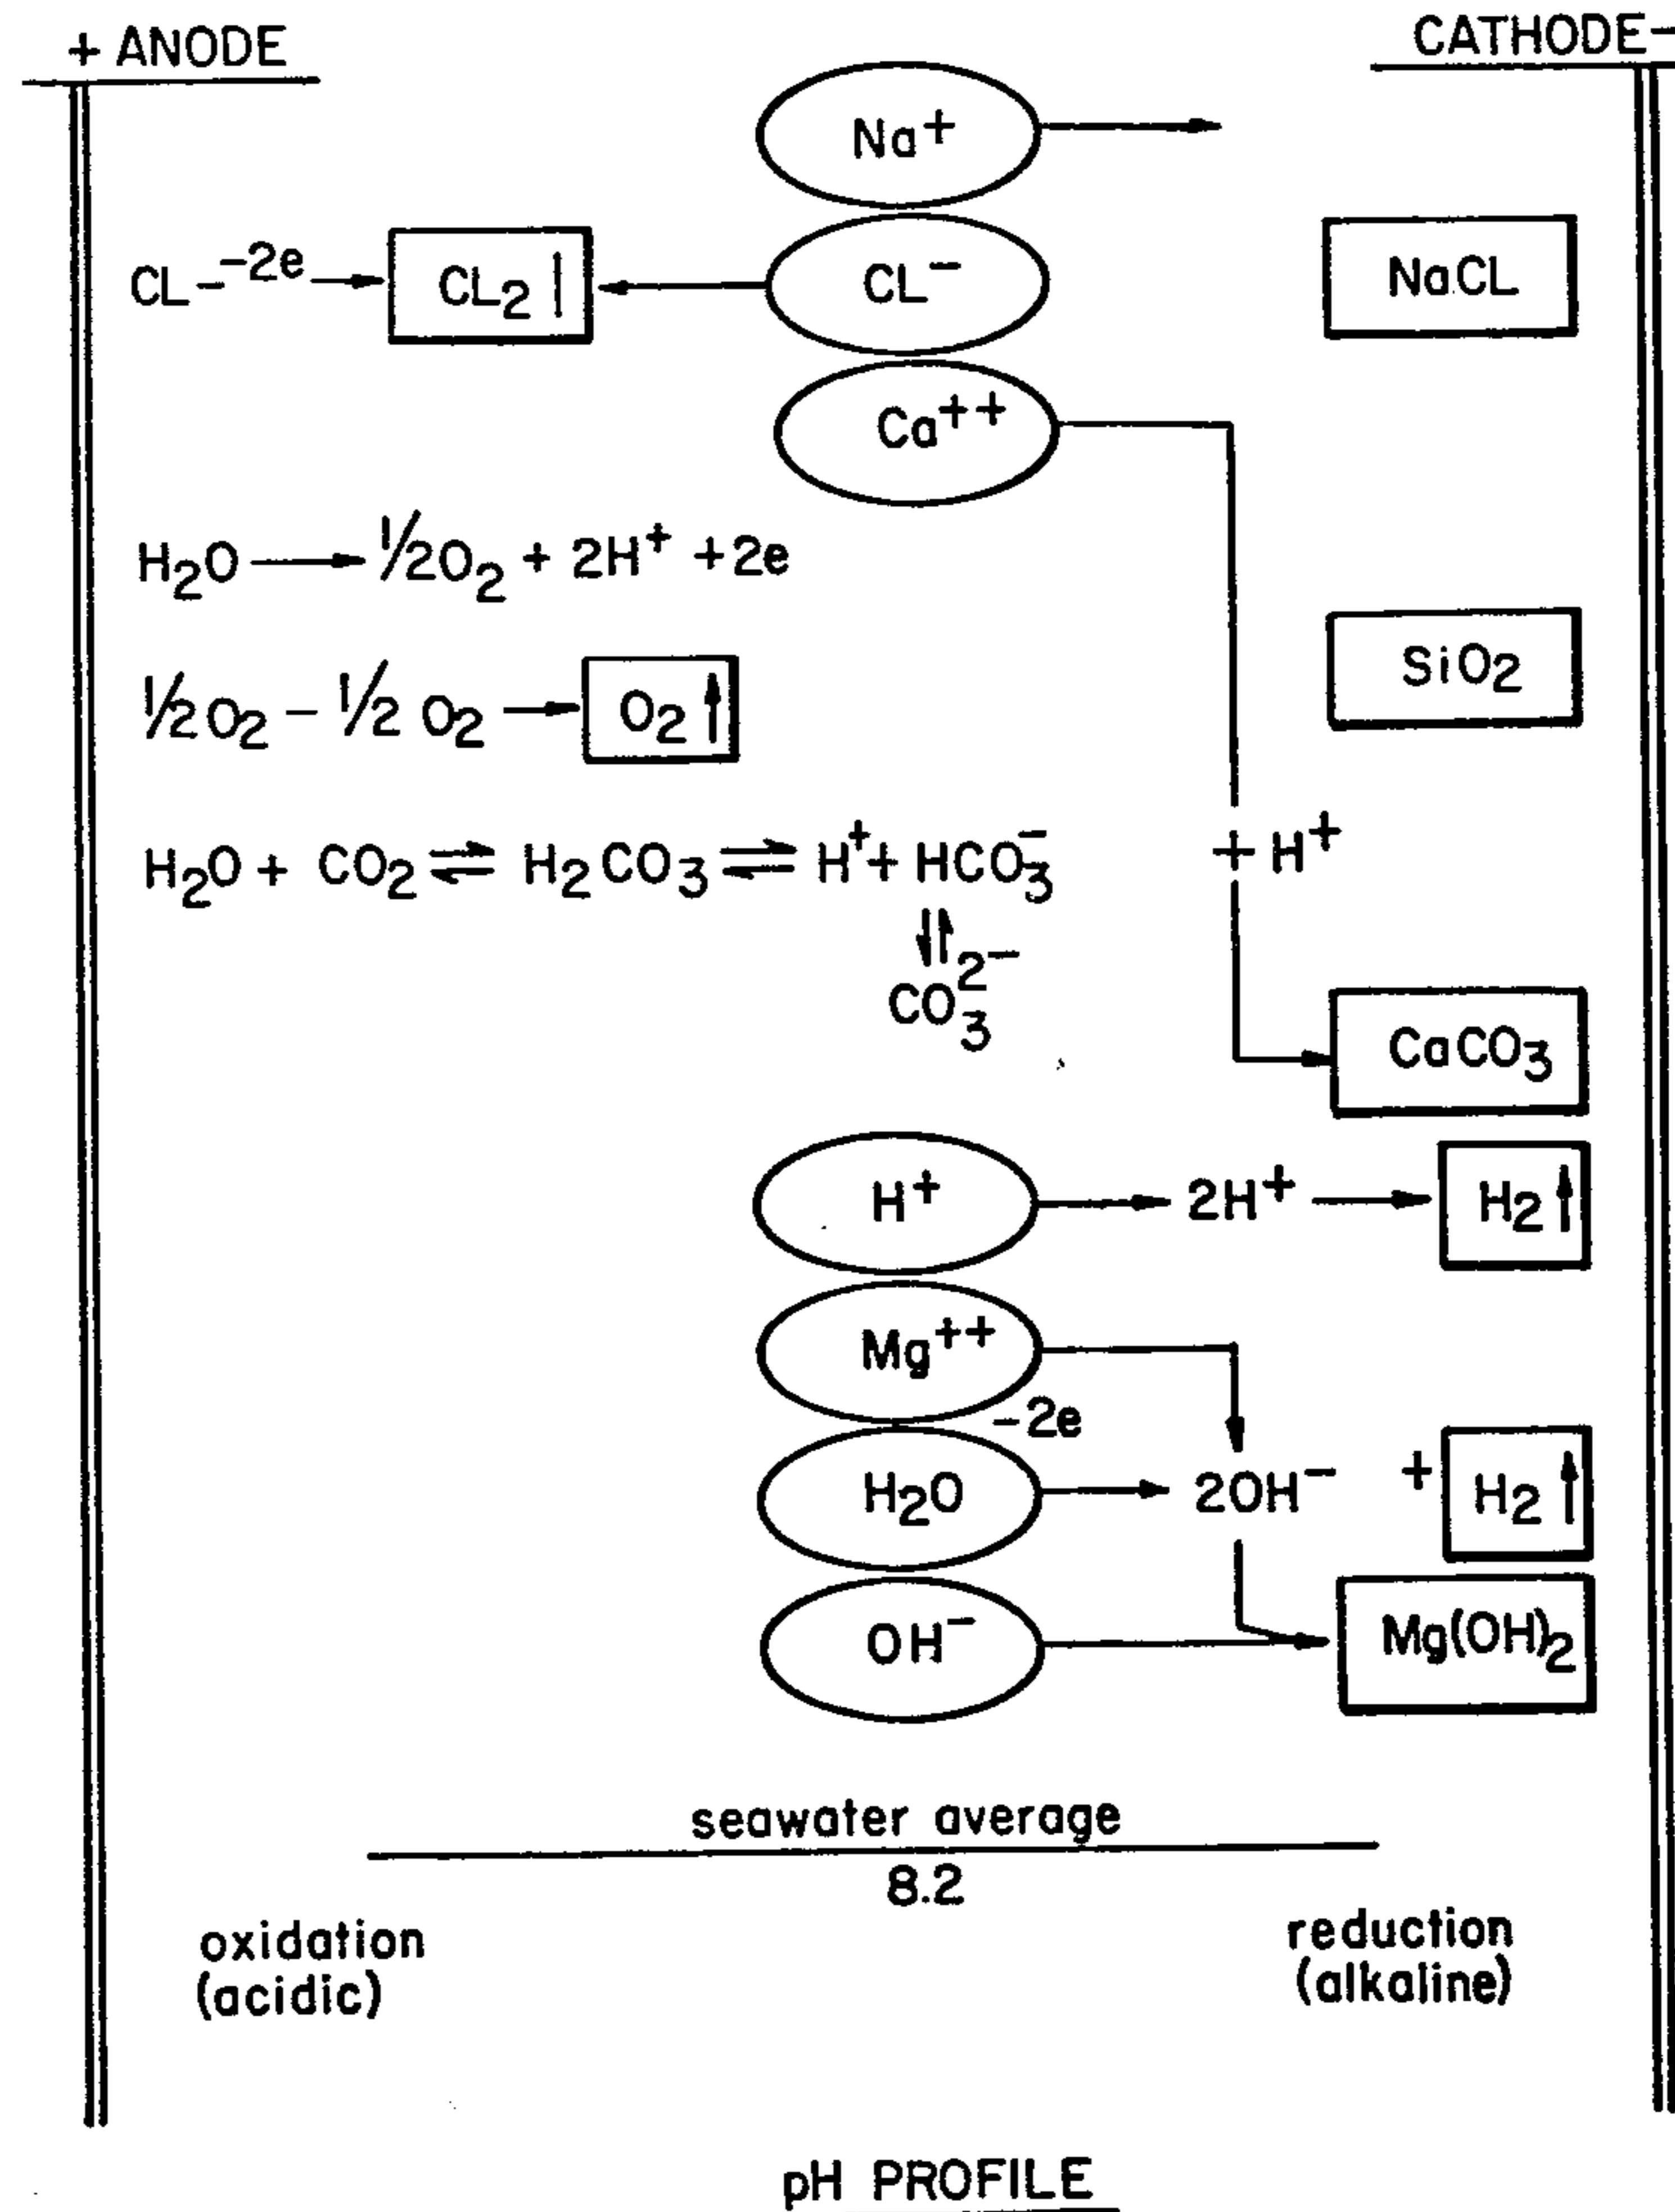 + ANODE
CATHODE -
Na⁺
CL - ⁻²ᵉ → CL₂ |
CL⁻
NaCL
Ca⁺⁺
H₂O → ½O₂ + 2H⁺ +2e
½O₂ – ½ O₂ → O₂ ↑
SiO₂
H₂O + CO₂ ⇌ H₂CO₃ ⇌ H⁺ + HCO₃⁻
+ H⁺
⇅
CO₃²⁻
CaCO₃
H⁺ → 2H⁺ → H₂ ↑
Mg⁺⁺
-2e
H₂O → 2OH⁻ + H₂ ↑
OH⁻ → Mg(OH)₂
seawater average
8.2
oxidation
(acidic)
reduction
(alkaline)
pH PROFILE